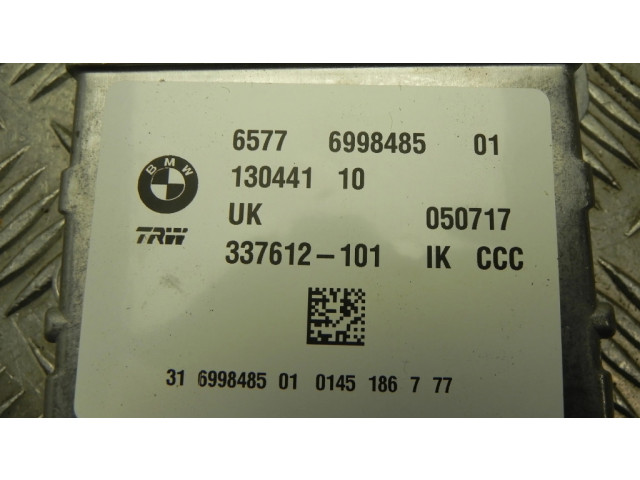 6577 6998485 01
BMW
130441 10
UK 050717
TRW
337612-101 IK CCC
31 6998485 01 0145 186 7 77